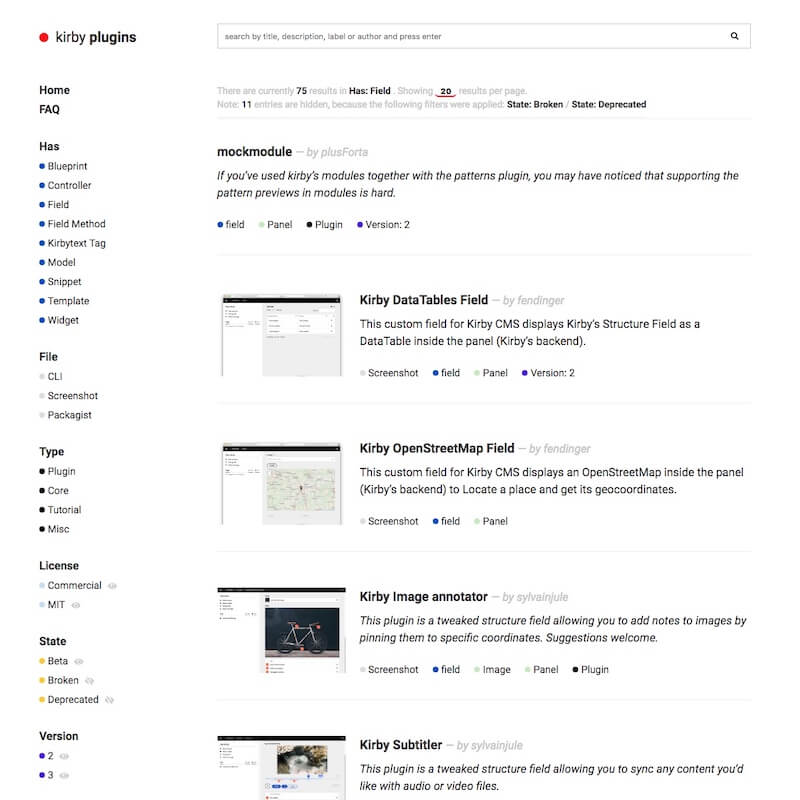 kirby plugins
search by title, description, label or author and press enter
Home
FAQ
Has
Blueprint
Controller
Field
Field Method
Kirbytext Tag
Model
Snippet
Template
Widget
File
CLI
Screenshot
Packagist
Type
Plugin
Core
Tutorial
Misc
License
Commercial
MIT
State
Beta
Broken
Deprecated
Version
2
3
There are currently 75 results in Has: Field . Showing 20 results per page.
Note: 11 entries are hidden, because the following filters were applied: State: Broken / State: Deprecated
mockmodule — by plusForta
If you’ve used kirby’s modules together with the patterns plugin, you may have noticed that supporting the
pattern previews in modules is hard.
field Panel Plugin Version: 2
Kirby DataTables Field — by fendinger
This custom field for Kirby CMS displays Kirby’s Structure Field as a
DataTable inside the panel (Kirby’s backend).
Screenshot field Panel Version: 2
Kirby OpenStreetMap Field — by fendinger
This custom field for Kirby CMS displays an OpenStreetMap inside the panel
(Kirby’s backend) to Locate a place and get its geocoordinates.
Screenshot field Panel
Kirby Image annotator — by sylvainjule
This plugin is a tweaked structure field allowing you to add notes to images by
pinning them to specific coordinates. Suggestions welcome.
Screenshot field Image Panel Plugin
Kirby Subtitler — by sylvainjule
This plugin is a tweaked structure field allowing you to sync any content you’d
like with audio or video files.